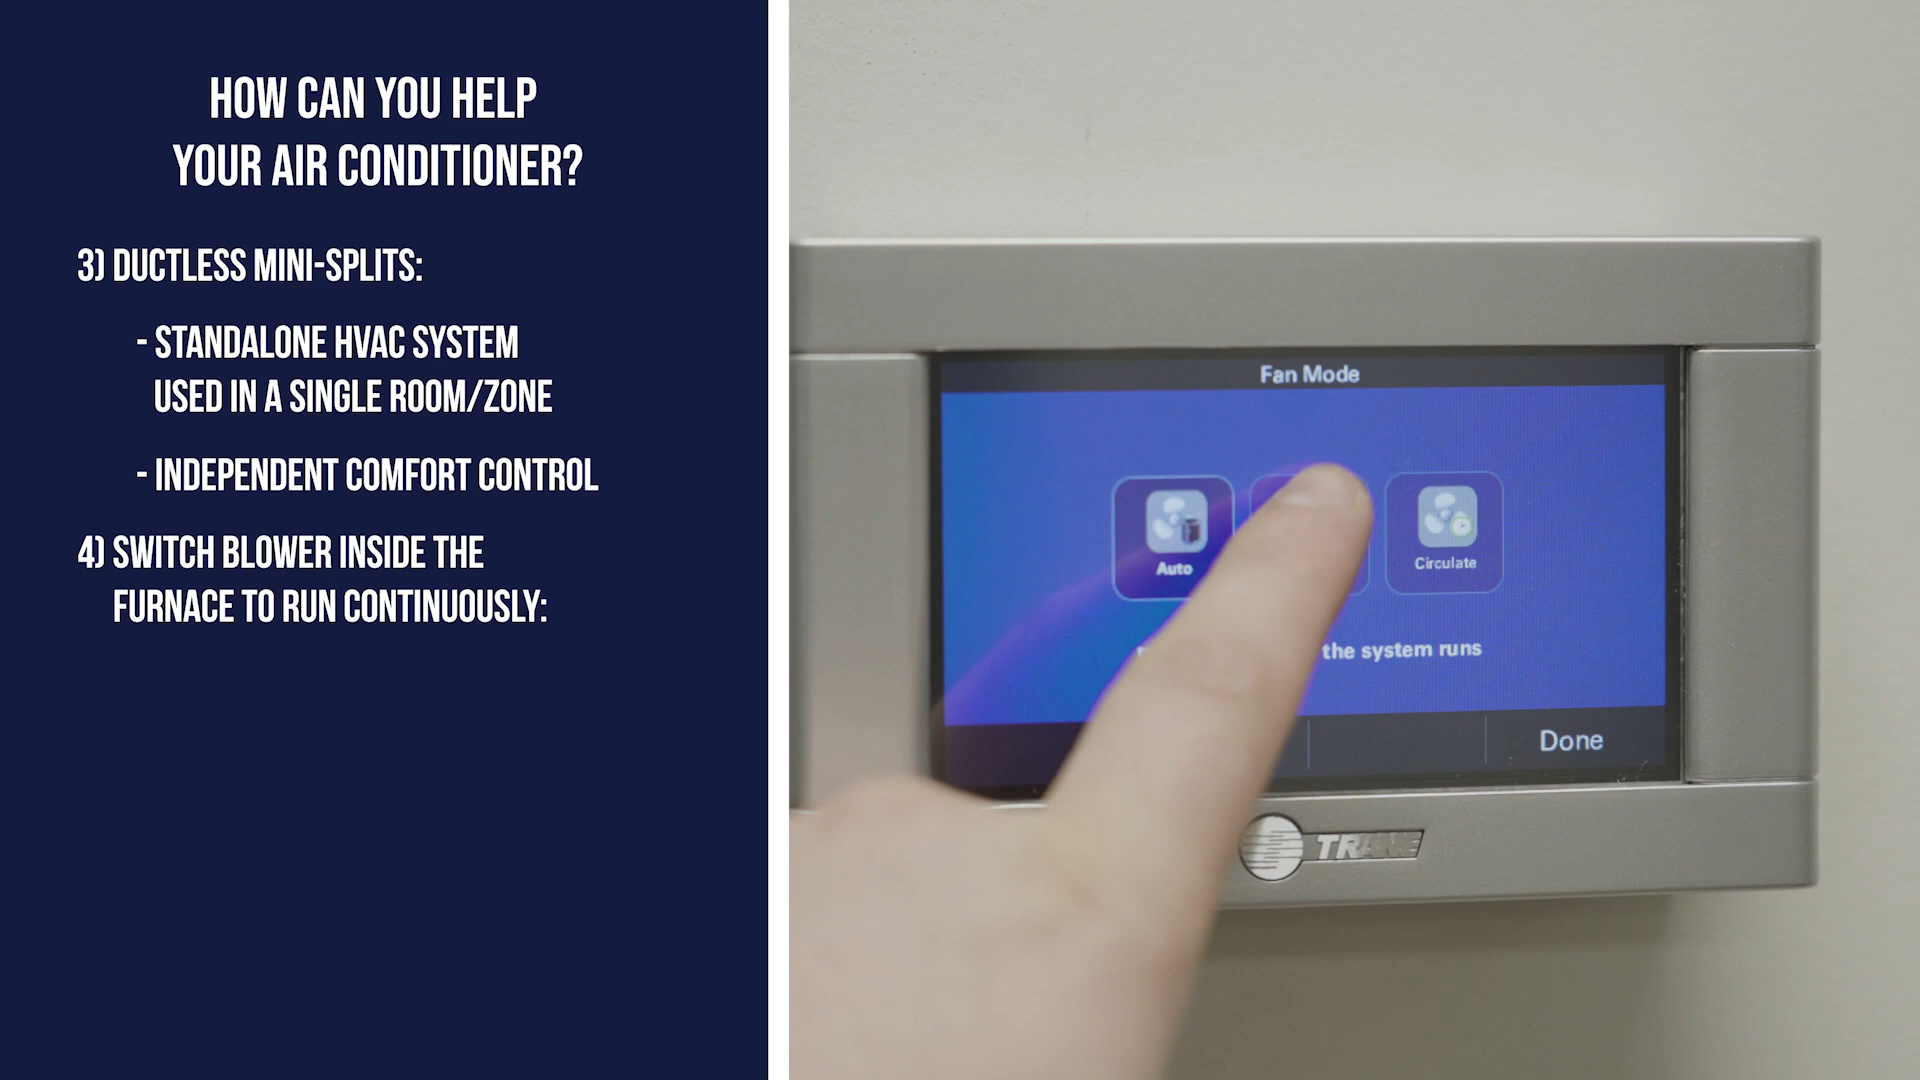 HOW CAN YOU HELP
YOUR AIR CONDITIONER?
3) DUCTLESS MINI-SPLITS:
- STANDALONE HVAC SYSTEM
USED IN A SINGLE ROOM/ZONE
- INDEPENDENT COMFORT CONTROL
4) SWITCH BLOWER INSIDE THE
FURNACE TO RUN CONTINUOUSLY:
Fan Mode
Auto
Circulate
the system runs
Done
TRANE